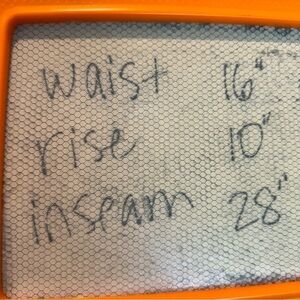 waist 16"
rise 10"
inseam 28"